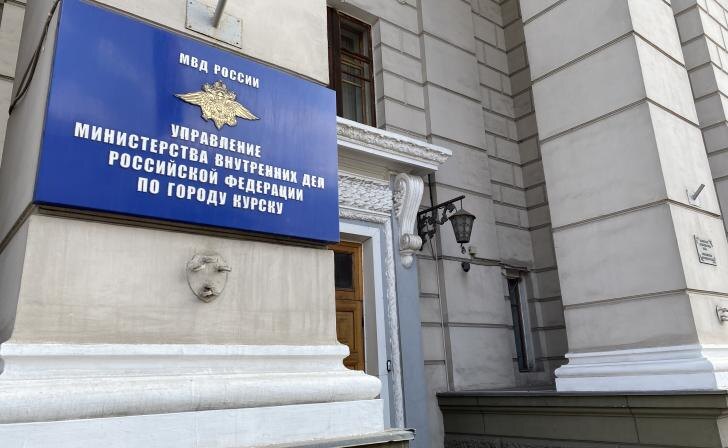 МВД РОССИИ
УПРАВЛЕНИЕ
МИНИСТЕРСТВА ВНУТРЕННИХ ДЕЛ
РОССИЙСКОЙ ФЕДЕРАЦИИ
ПО ГОРОДУ КУРСКУ